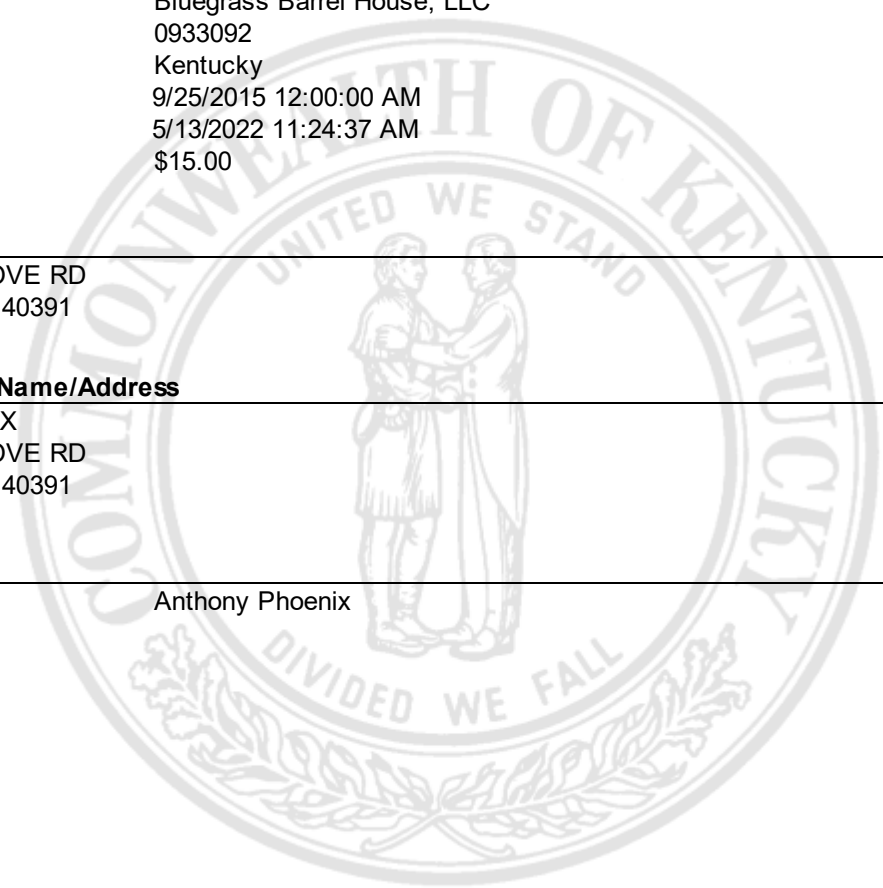 Bluegrass Barrel House, LLC
0933092
Kentucky
9/25/2015 12:00:00 AM
5/13/2022 11:24:37 AM
$15.00
OVE RD
40391
Name/Address
X
OVE RD
40391
Anthony Phoenix
COMMONWEALTH OF KENTUCKY
UNITED WE STAND
DIVIDED WE FALL